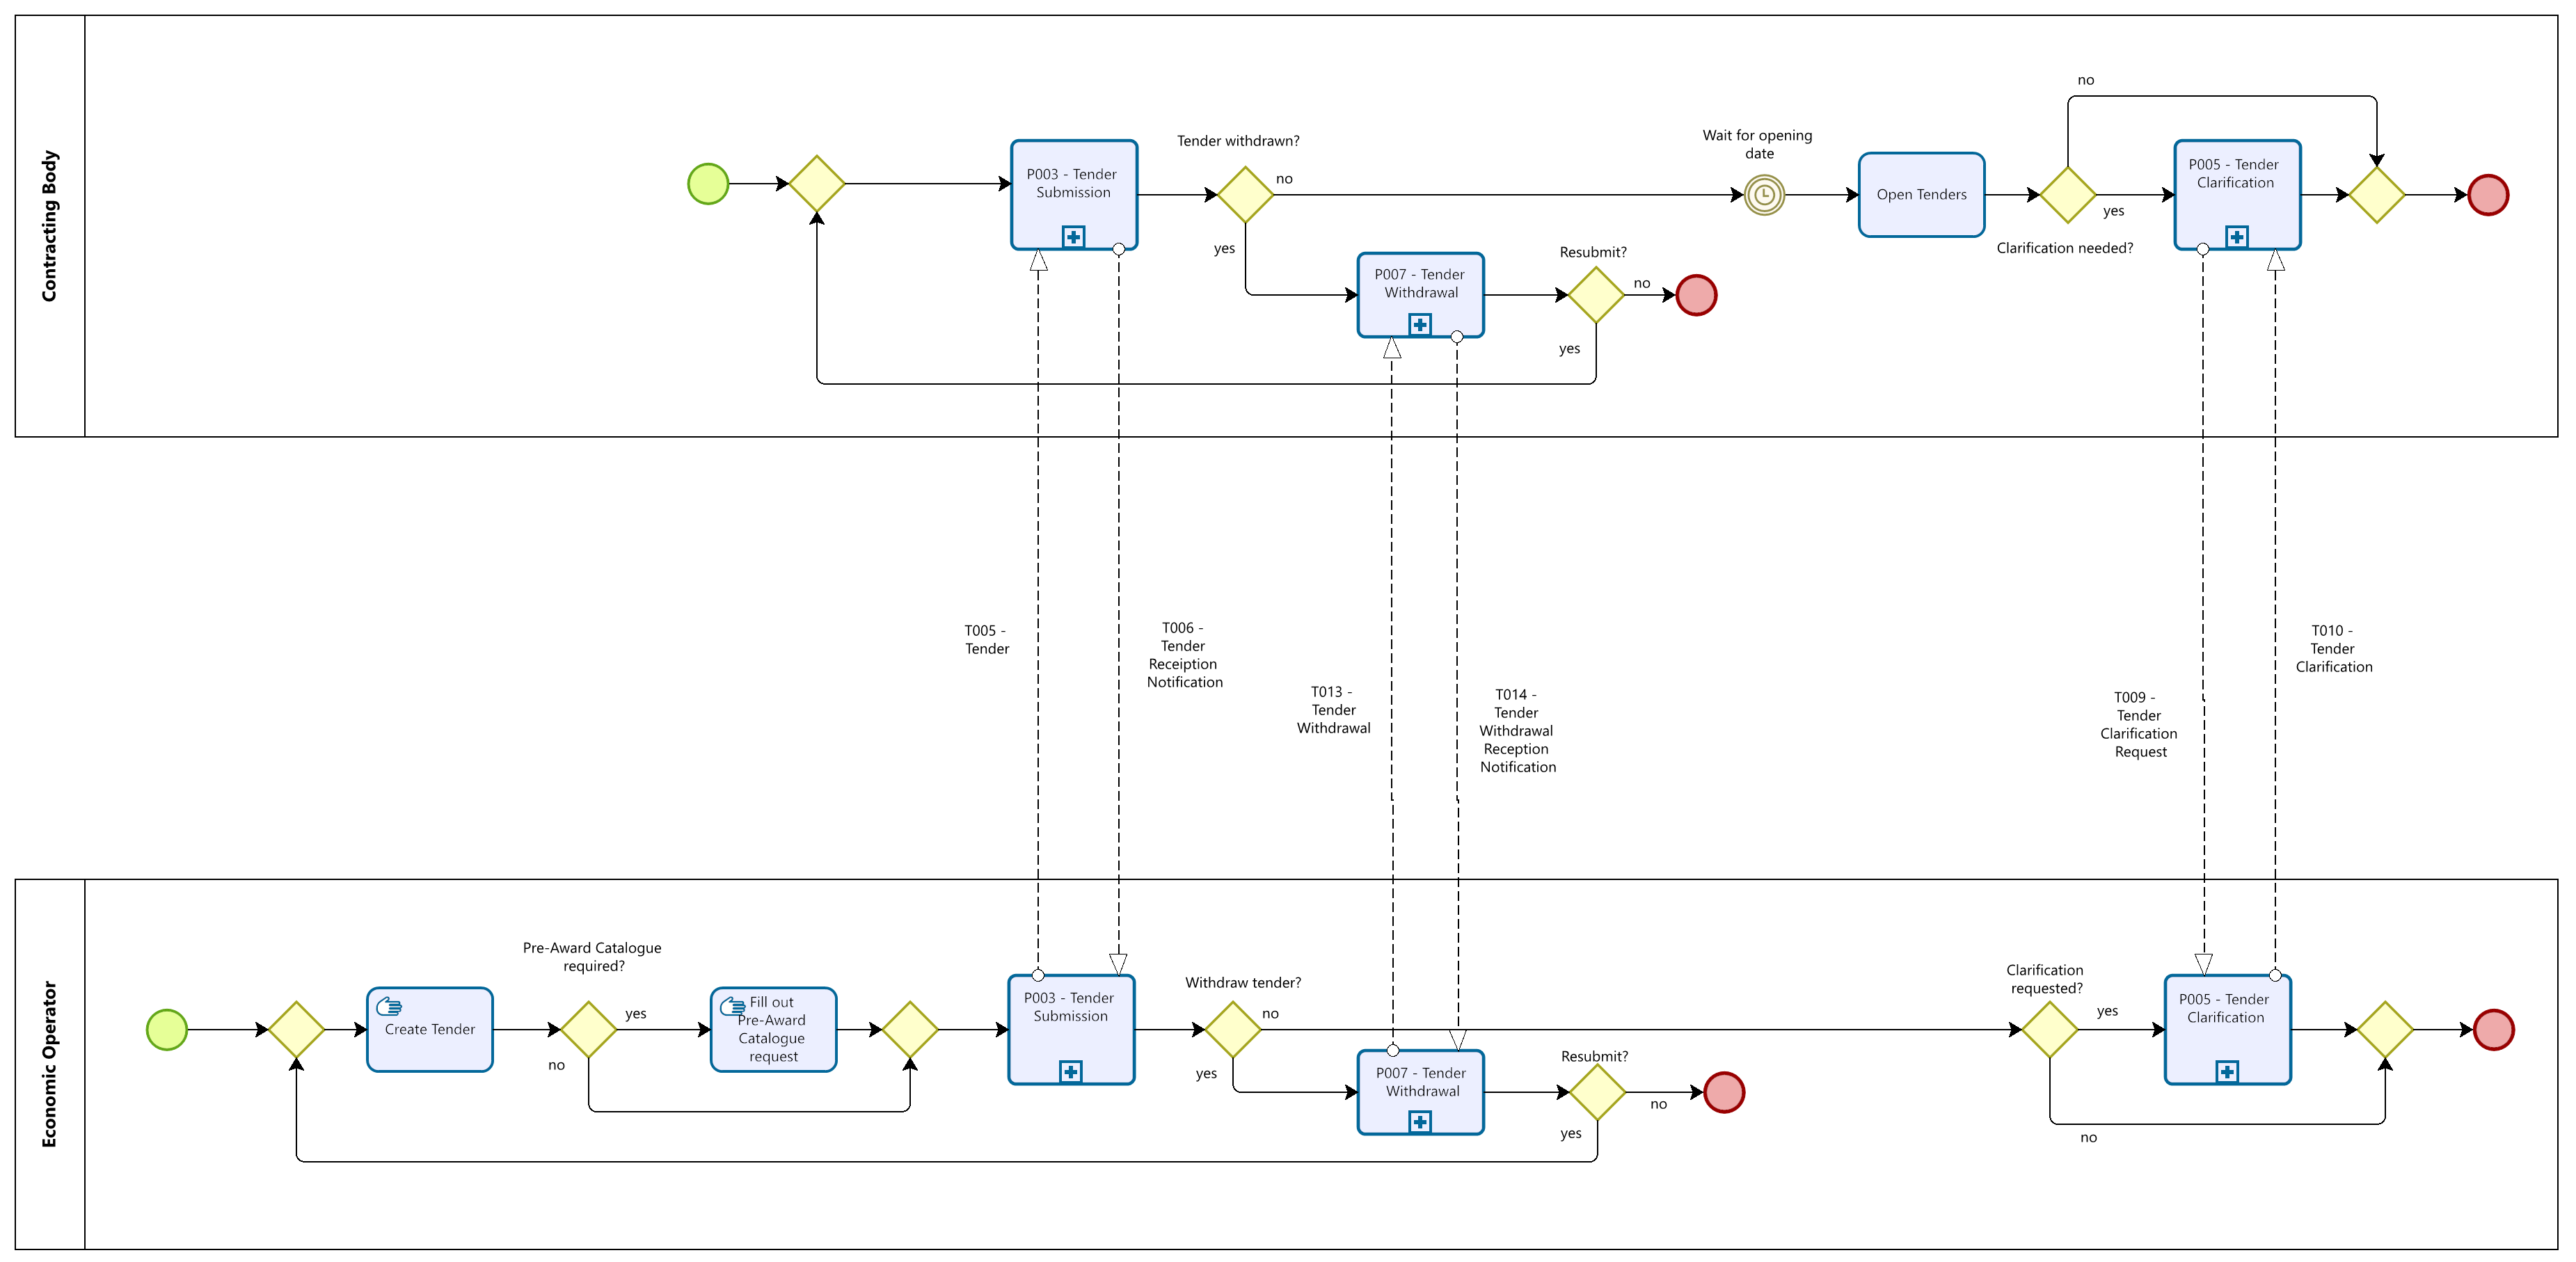 Contracting Body
no
Tender withdrawn?
Wait for opening
date
P003 - Tender
Submission
no
Open Tenders
P005 - Tender
Clarification
yes
yes
Clarification needed?
Resubmit?
P007 - Tender
Withdrawal
no
yes
T005 -
Tender
T006 -
Tender
Receiption
Notification
T013 -
Tender
Withdrawal
T014 -
Tender
Withdrawal
Reception
Notification
T009 -
Tender
Clarification
Request
T010 -
Tender
Clarification
Economic Operator
Pre-Award Catalogue
required?
Create Tender
yes
no
Fill out
Pre-Award
Catalogue
request
P003 - Tender
Submission
Withdraw tender?
no
yes
P007 - Tender
Withdrawal
Resubmit?
no
yes
Clarification
requested?
yes
no
P005 - Tender
Clarification